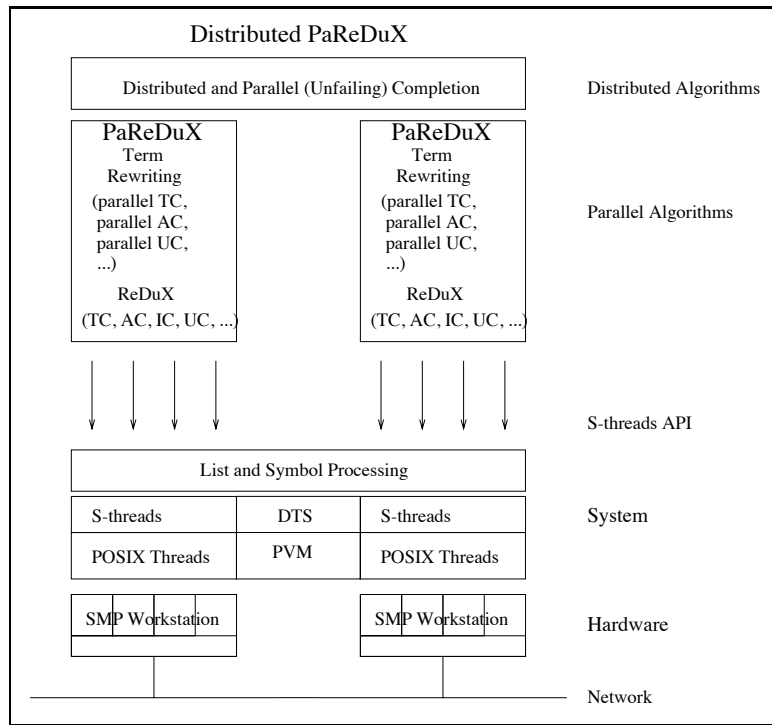 Distributed PaReDuX
Distributed and Parallel (Unfailing) Completion
Distributed Algorithms
PaReDuX
Term
Rewriting
(parallel TC,
parallel AC,
parallel UC,
...)
ReDuX
(TC, AC, IC, UC, ...)
PaReDuX
Term
Rewriting
(parallel TC,
parallel AC,
parallel UC,
...)
ReDuX
(TC, AC, IC, UC, ...)
Parallel Algorithms
S-threads API
List and Symbol Processing
S-threads
DTS
S-threads
System
POSIX Threads
PVM
POSIX Threads
SMP Workstation
SMP Workstation
Hardware
Network